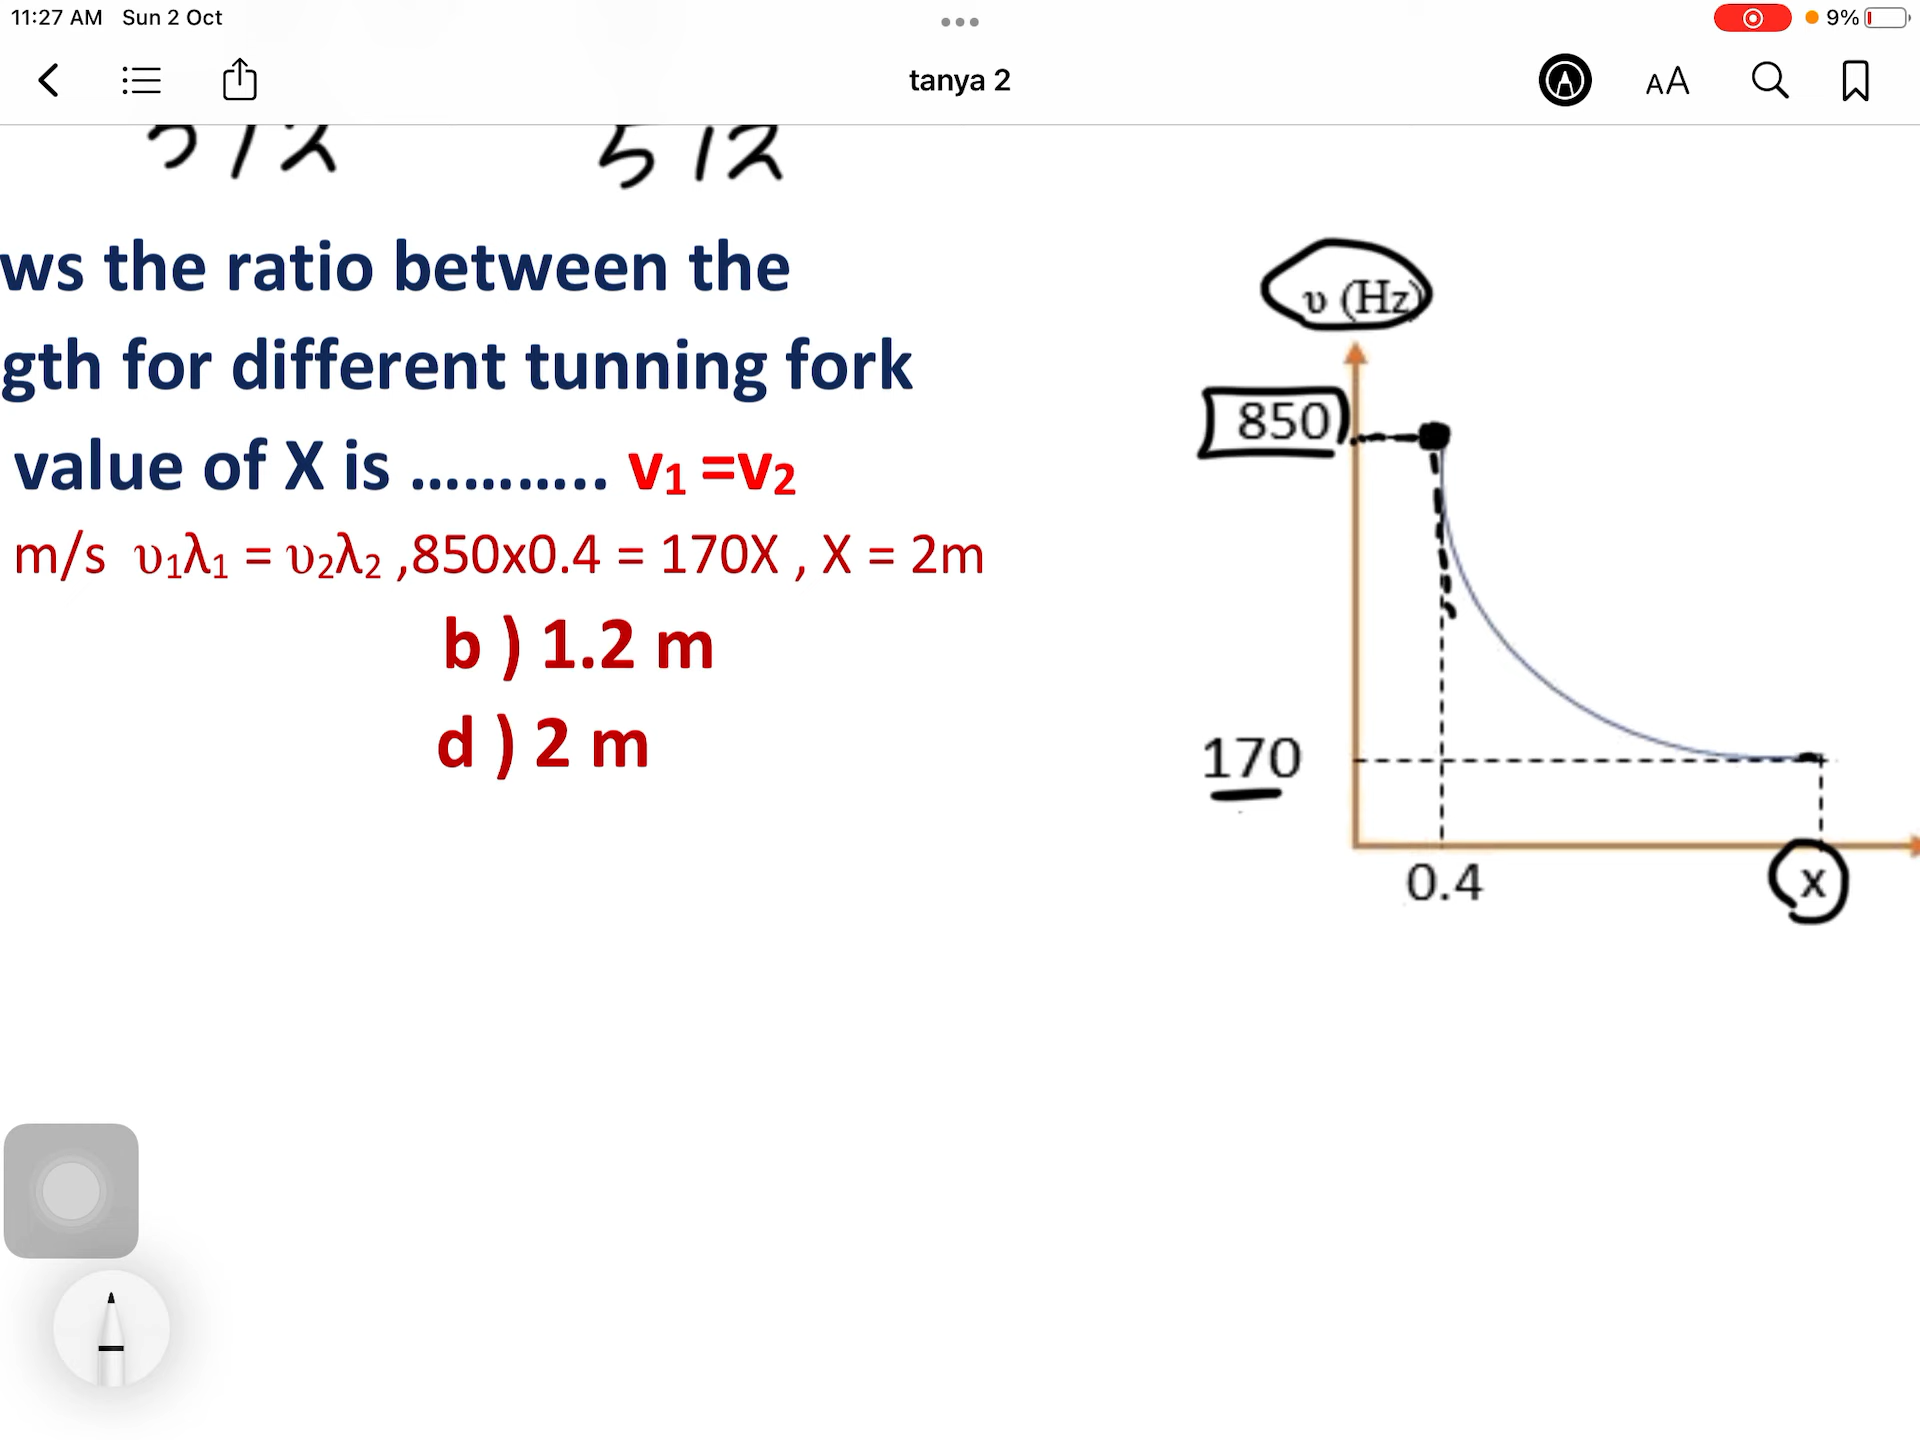 11:27 AM Sun 2 Oct
9%
tanya 2
AA
512
ws the ratio between the
gth for different tunning fork
value of X is ........... v₁ =v₂
m/s υ₁λ₁ = υ₂λ₂ ,850x0.4 = 170X , X = 2m
b ) 1.2 m
d ) 2 m
υ (Hz)
850
170
0.4
x